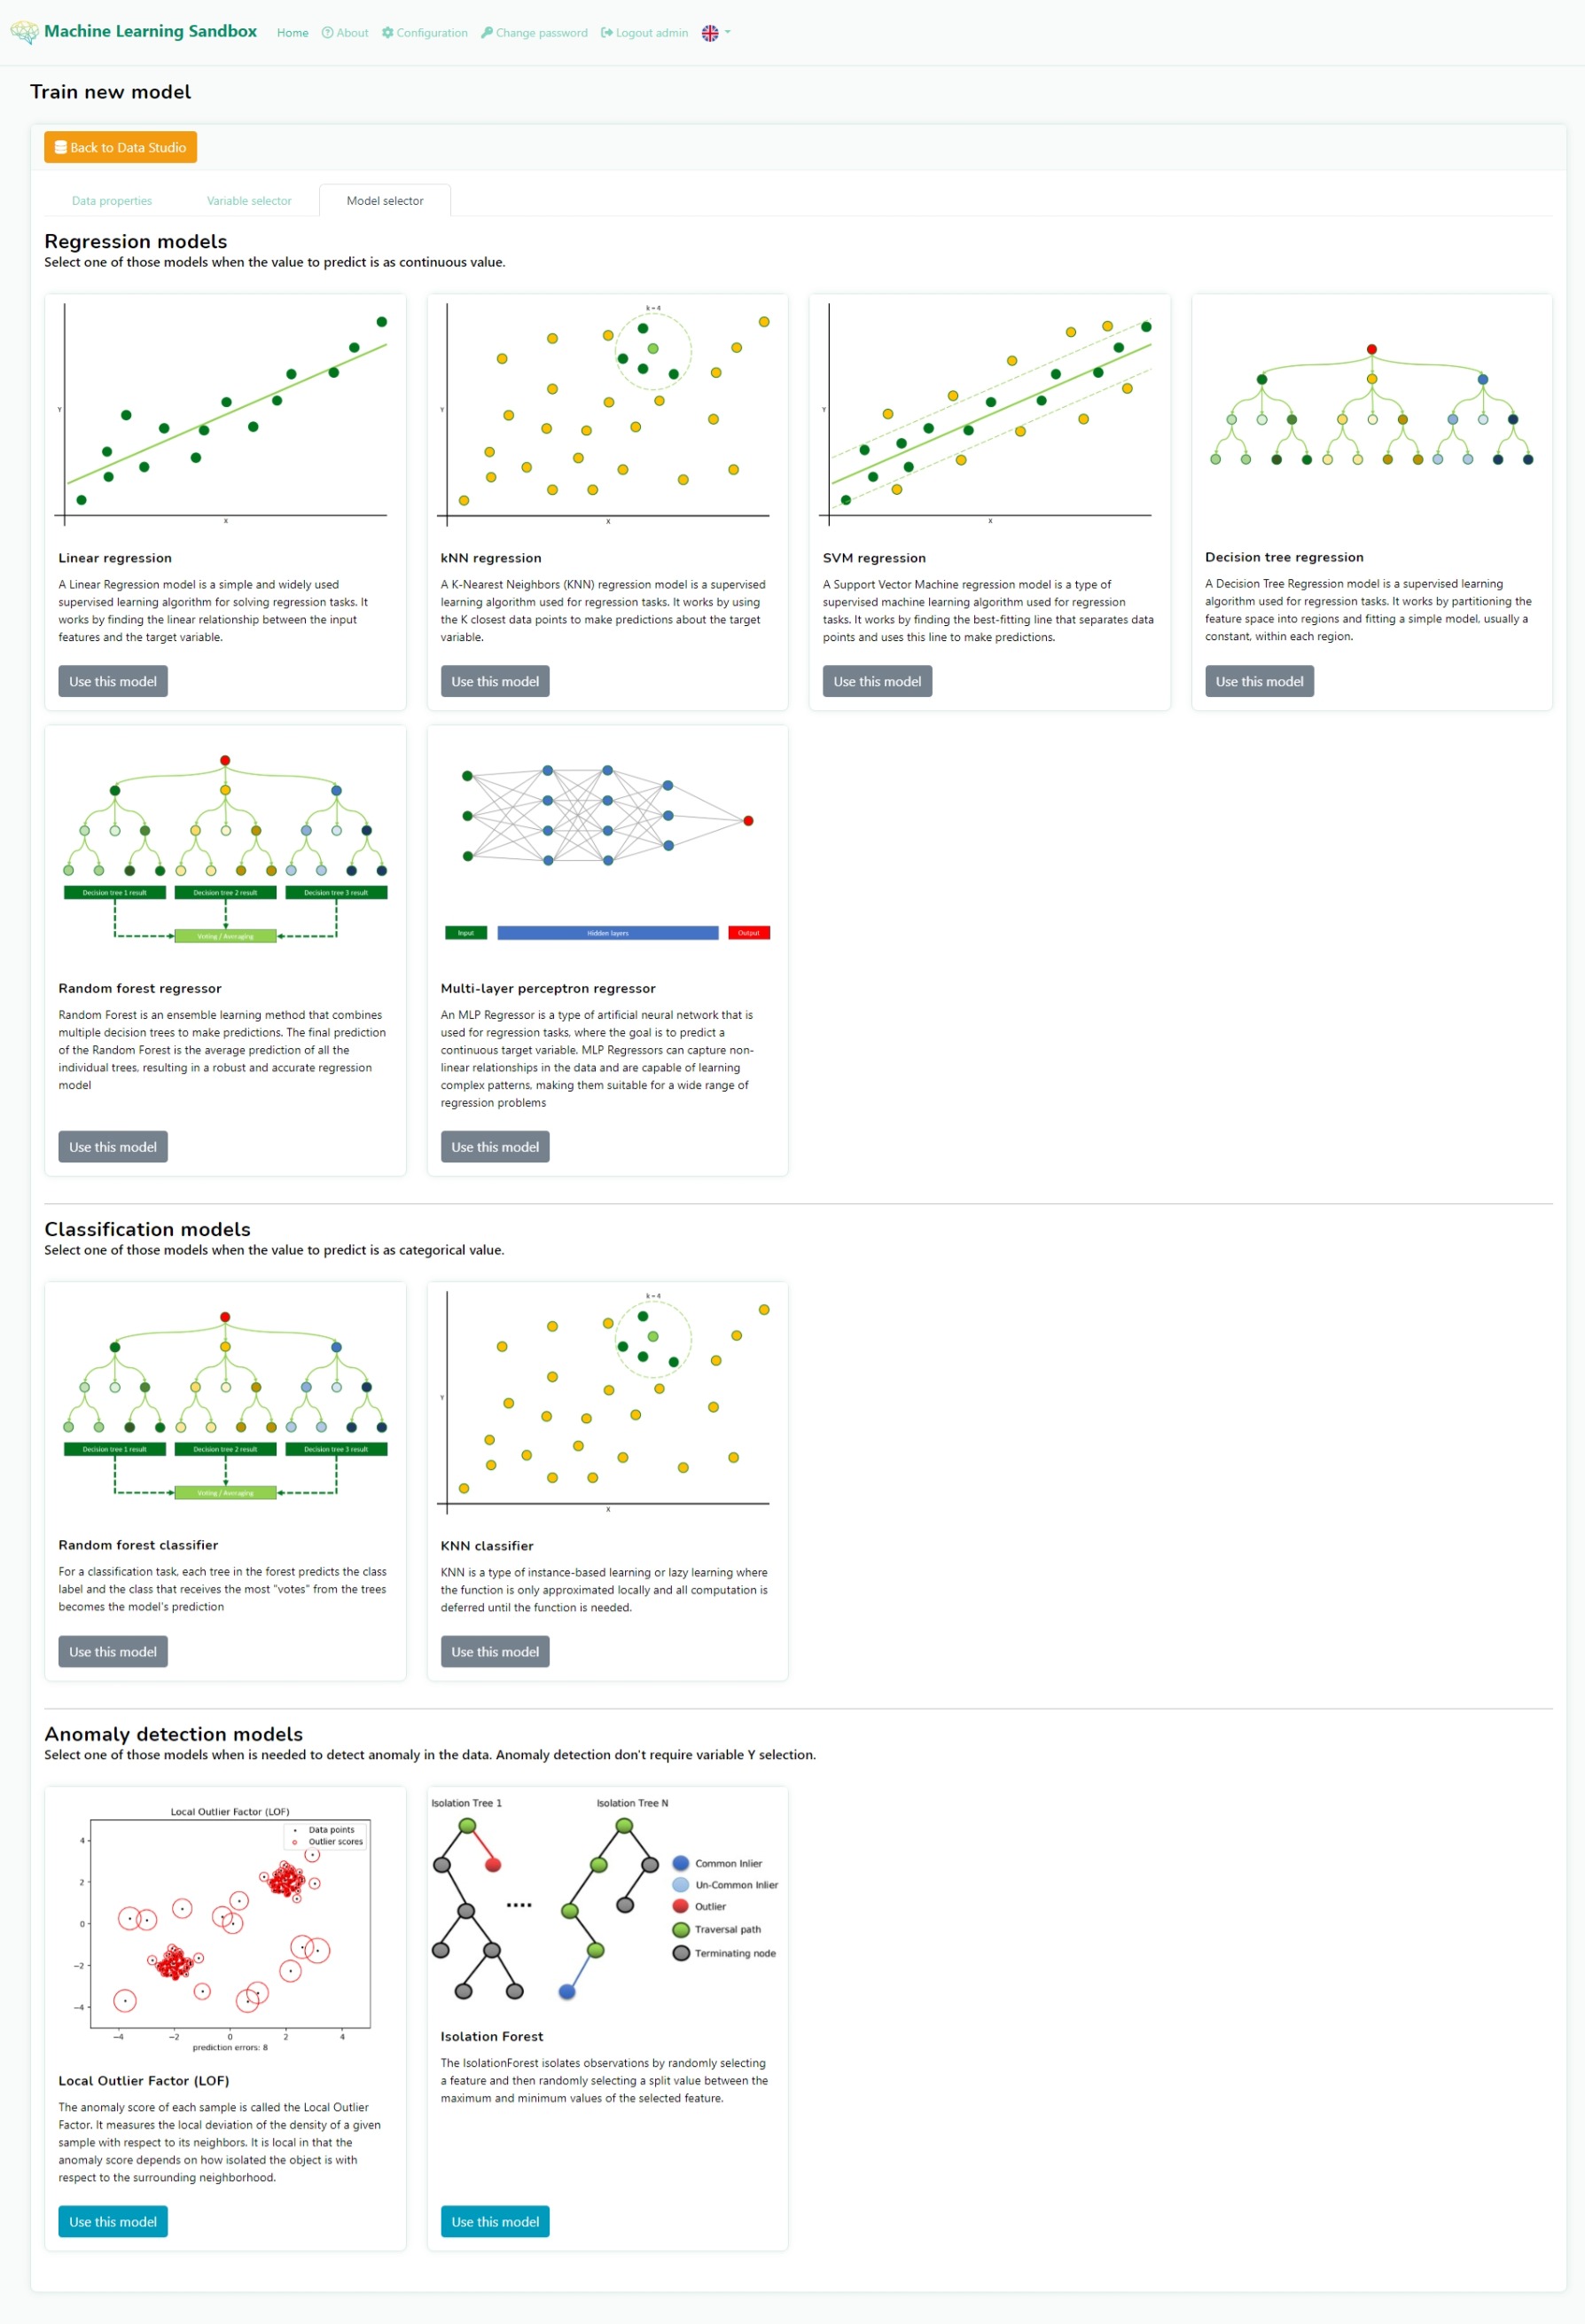 Machine Learning Sandbox Home About Configuration Change password Logout admin
Train new model
Back to Data Studio
Data properties Variable selector Model selector
Regression models
Select one of those models when the value to predict is as continuous value.
Y
X
Linear regression
A Linear Regression model is a simple and widely used
supervised learning algorithm for solving regression tasks. It
works by finding the linear relationship between the input
features and the target variable.
Use this model
k = 4
Y
X
kNN regression
A K-Nearest Neighbors (KNN) regression model is a supervised
learning algorithm used for regression tasks. It works by using
the K closest data points to make predictions about the target
variable.
Use this model
Y
X
SVM regression
A Support Vector Machine regression model is a type of
supervised machine learning algorithm used for regression
tasks. It works by finding the best-fitting line that separates data
points and uses this line to make predictions.
Use this model
Decision tree regression
A Decision Tree Regression model is a supervised learning
algorithm used for regression tasks. It works by partitioning the
feature space into regions and fitting a simple model, usually a
constant, within each region.
Use this model
Decision tree 1 result Decision tree 2 result Decision tree 3 result
Voting / Averaging
Random forest regressor
Random Forest is an ensemble learning method that combines
multiple decision trees to make predictions. The final prediction
of the Random Forest is the average prediction of all the
individual trees, resulting in a robust and accurate regression
model
Use this model
Input Hidden layers Output
Multi-layer perceptron regressor
An MLP Regressor is a type of artificial neural network that is
used for regression tasks, where the goal is to predict a
continuous target variable. MLP Regressors can capture non-
linear relationships in the data and are capable of learning
complex patterns, making them suitable for a wide range of
regression problems
Use this model
Classification models
Select one of those models when the value to predict is as categorical value.
Decision tree 1 result Decision tree 2 result Decision tree 3 result
Voting / Averaging
Random forest classifier
For a classification task, each tree in the forest predicts the class
label and the class that receives the most "votes" from the trees
becomes the model's prediction
Use this model
k = 4
Y
X
KNN classifier
KNN is a type of instance-based learning or lazy learning where
the function is only approximated locally and all computation is
deferred until the function is needed.
Use this model
Anomaly detection models
Select one of those models when is needed to detect anomaly in the data. Anomaly detection don't require variable Y selection.
Local Outlier Factor (LOF)
Data points
Outlier scores
4
2
0
−2
−4
−4 −2 0 2 4
prediction errors: 8
Local Outlier Factor (LOF)
The anomaly score of each sample is called the Local Outlier
Factor. It measures the local deviation of the density of a given
sample with respect to its neighbors. It is local in that the
anomaly score depends on how isolated the object is with
respect to the surrounding neighborhood.
Use this model
Isolation Tree 1 Isolation Tree N
Common Inlier
Un-Common Inlier
Outlier
Traversal path
Terminating node
Isolation Forest
The IsolationForest isolates observations by randomly selecting
a feature and then randomly selecting a split value between the
maximum and minimum values of the selected feature.
Use this model